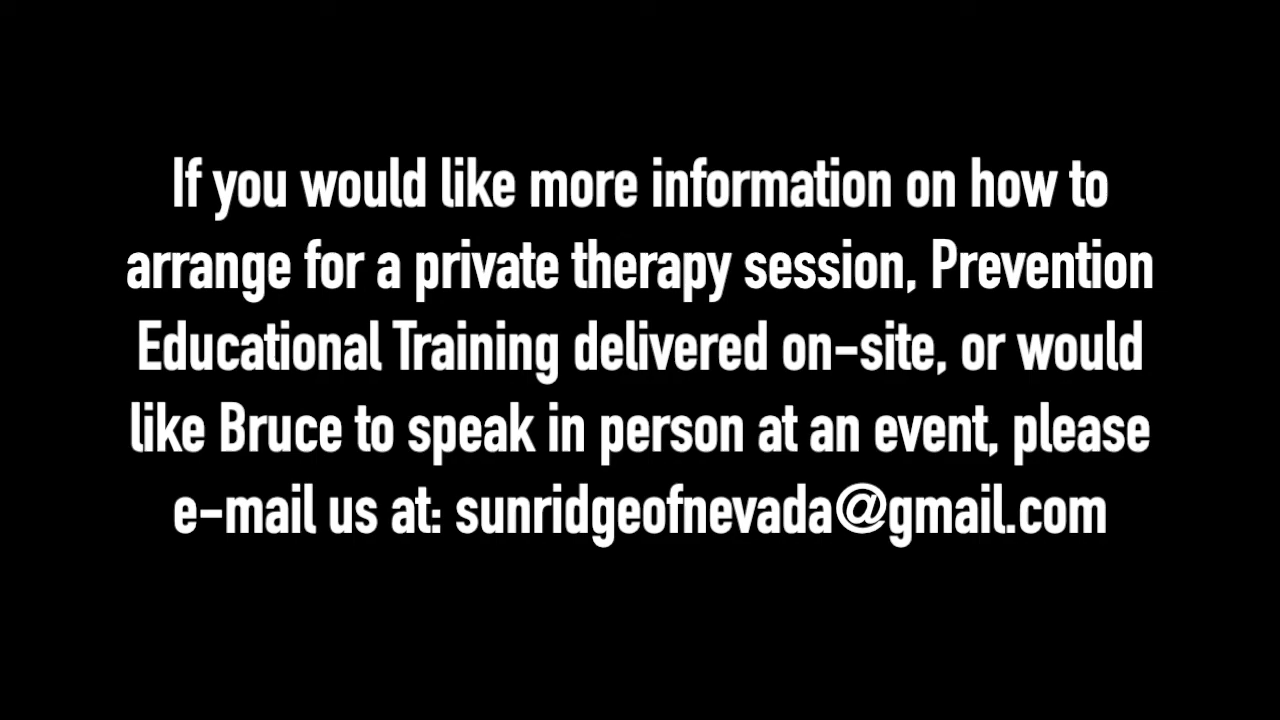 If you would like more information on how to
arrange for a private therapy session, Prevention
Educational Training delivered on-site, or would
like Bruce to speak in person at an event, please
e-mail us at: sunridgeofnevada@gmail.com